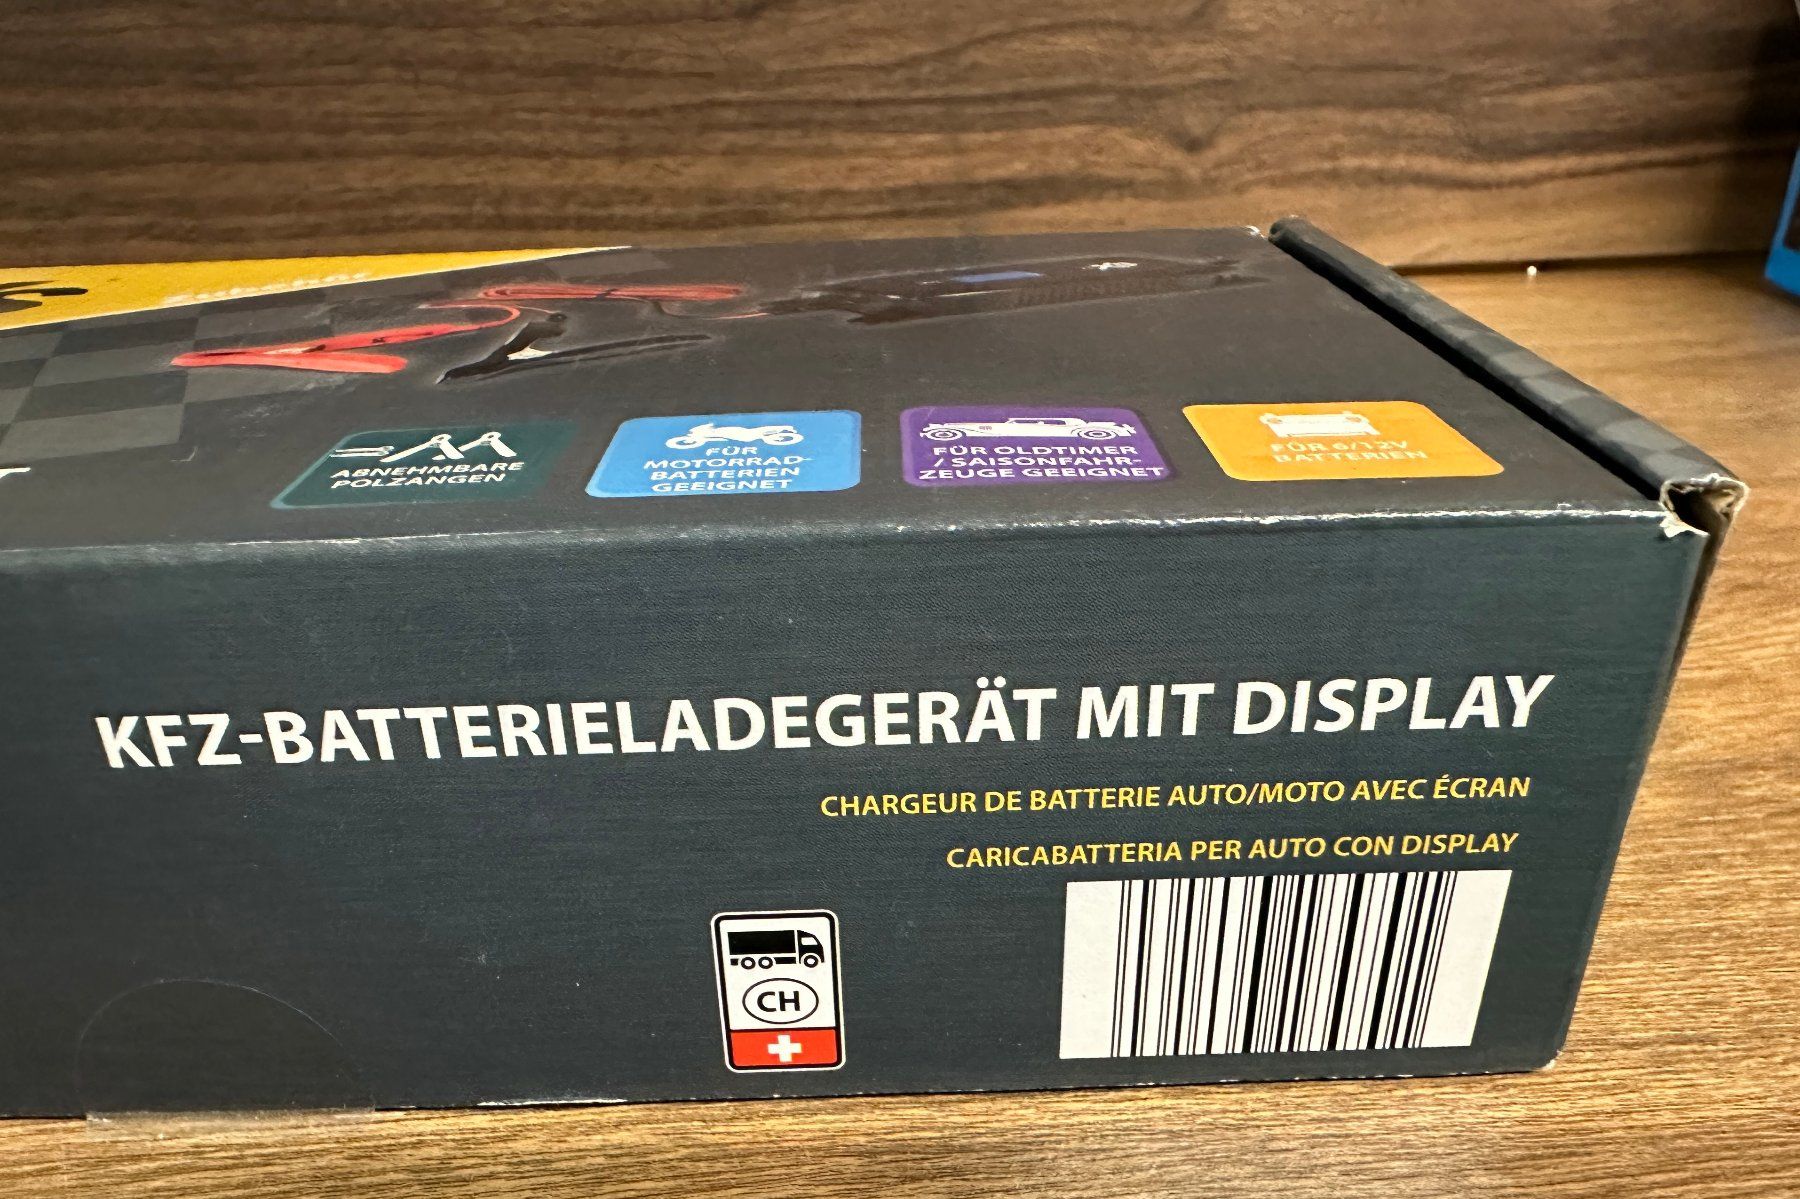 Zubehör
ABNEHMBARE
POLZANGEN
FÜR
MOTORRAD-
BATTERIEN
GEEIGNET
FÜR OLDTIMER
/ SAISONFAHR-
ZEUGE GEEIGNET
FÜR 6/12V
BATTERIEN
KFZ-BATTERIELADEGERÄT MIT DISPLAY
CHARGEUR DE BATTERIE AUTO/MOTO AVEC ÉCRAN
CARICABATTERIA PER AUTO CON DISPLAY
CH